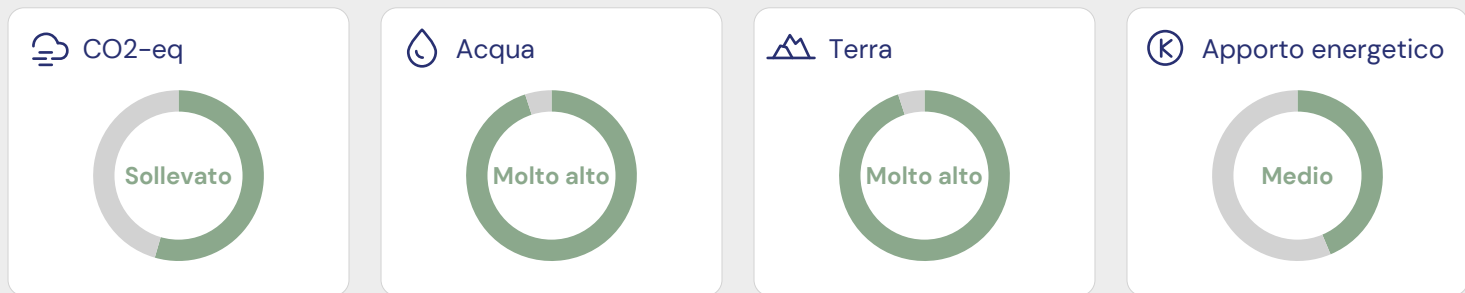 CO2-eq
Sollevato
Acqua
Molto alto
Terra
Molto alto
Apporto energetico
Medio